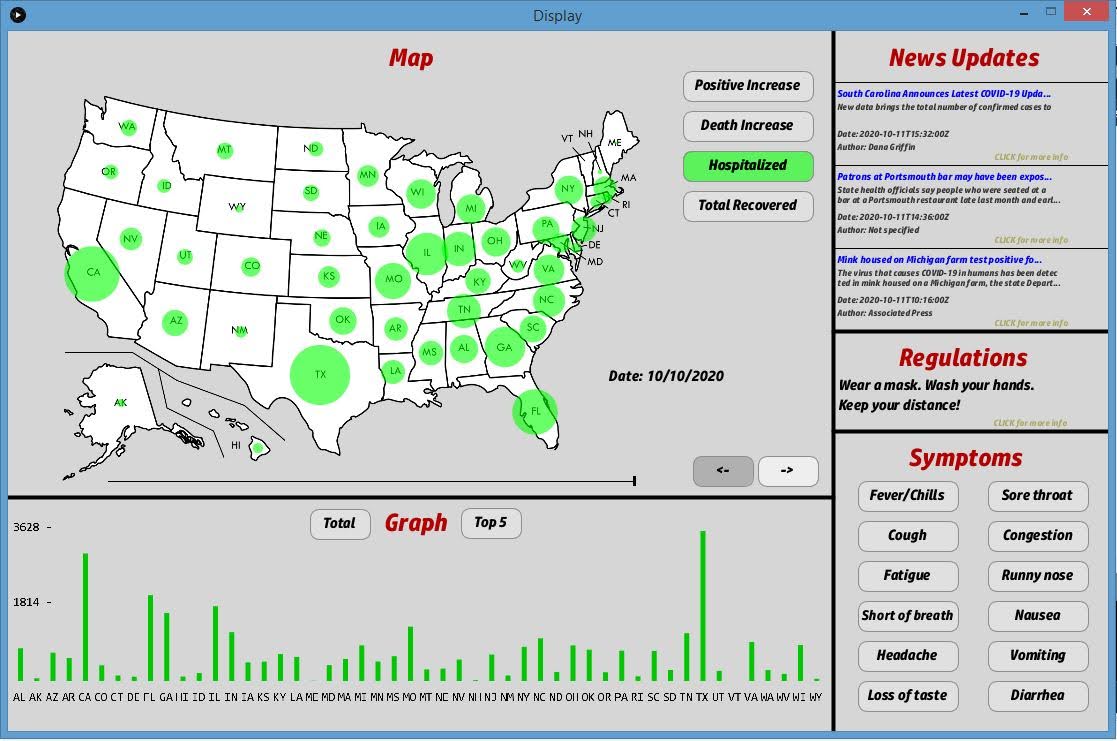 Display
Map
Positive Increase
Death Increase
Hospitalized
Total Recovered
WA
OR
CA
NV
ID
MT
WY
UT
AZ
CO
NM
ND
SD
NE
KS
OK
TX
MN
IA
MO
AR
LA
WI
IL
MS
MI
IN
KY
TN
AL
OH
WV
GA
FL
SC
NC
VA
PA
NY
VT
NH
ME
MA
RI
CT
NJ
DE
MD
AK
HI
Date: 10/10/2020
<-
->
Total
Graph
Top 5
3628 -
1814 -
AL AK AZ AR CA CO CT DE FL GA HI ID IL IN IA KS KY LA ME MD MA MI MN MS MO MT NE NV NH NJ NM NY NC ND OH OK OR PA RI SC SD TN TX UT VT VA WA WV WI WY
News Updates
South Carolina Announces Latest COVID-19 Upda...
New data brings the total number of confirmed cases to
Date: 2020-10-11T15:32:00Z
Author: Dana Griffin
CLICK for more info
Patrons at Portsmouth bar may have been expos...
State health officials say people who were seated at a
bar at a Portsmouth restaurant late last month and earl...
Date: 2020-10-11T14:36:00Z
Author: Not specified
CLICK for more info
Mink housed on Michigan farm test positive fo...
The virus that causes COVID-19 in humans has been detec
ted in mink housed on a Michigan farm, the state Depart...
Date: 2020-10-11T10:16:00Z
Author: Associated Press
CLICK for more info
Regulations
Wear a mask. Wash your hands.
Keep your distance!
CLICK for more info
Symptoms
Fever/Chills
Sore throat
Cough
Congestion
Fatigue
Runny nose
Short of breath
Nausea
Headache
Vomiting
Loss of taste
Diarrhea